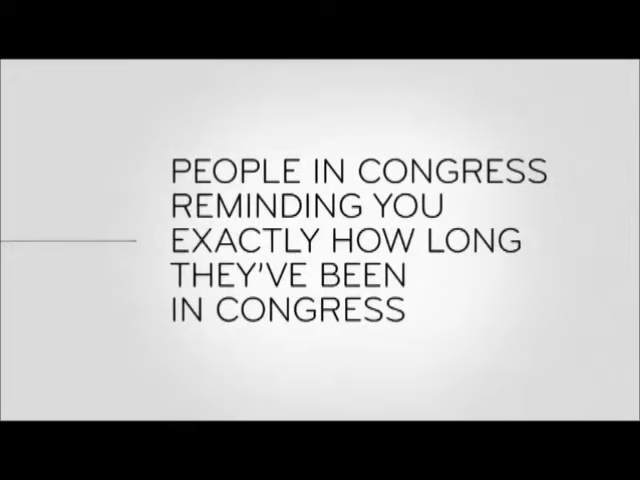 PEOPLE IN CONGRESS
REMINDING YOU
EXACTLY HOW LONG
THEY'VE BEEN
IN CONGRESS